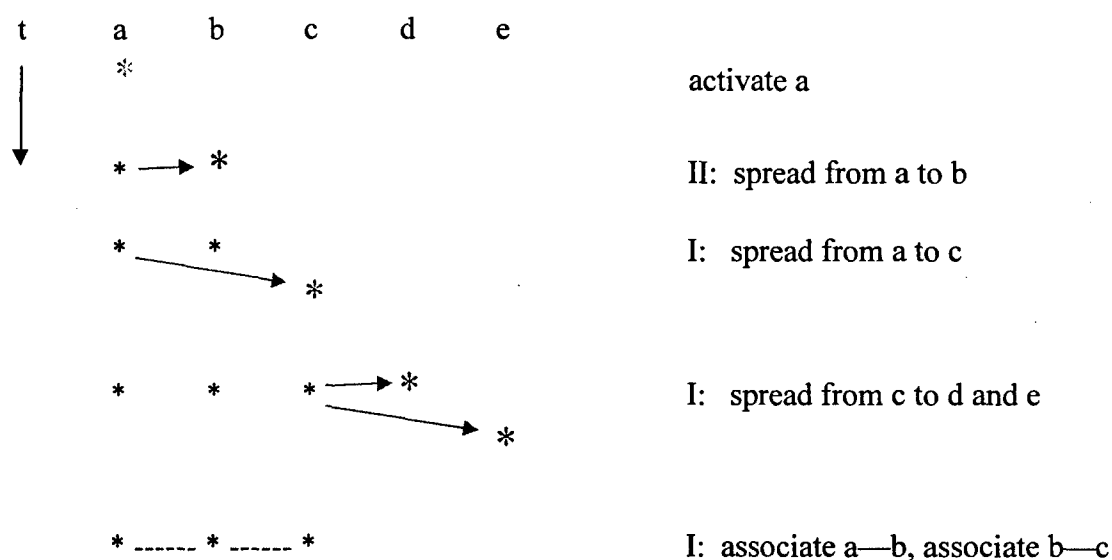 t a b c d e
* activate a
* * II: spread from a to b
* * I: spread from a to c
*
* * * * I: spread from c to d and e
*
* ------ * ------ * I: associate a—b, associate b—c